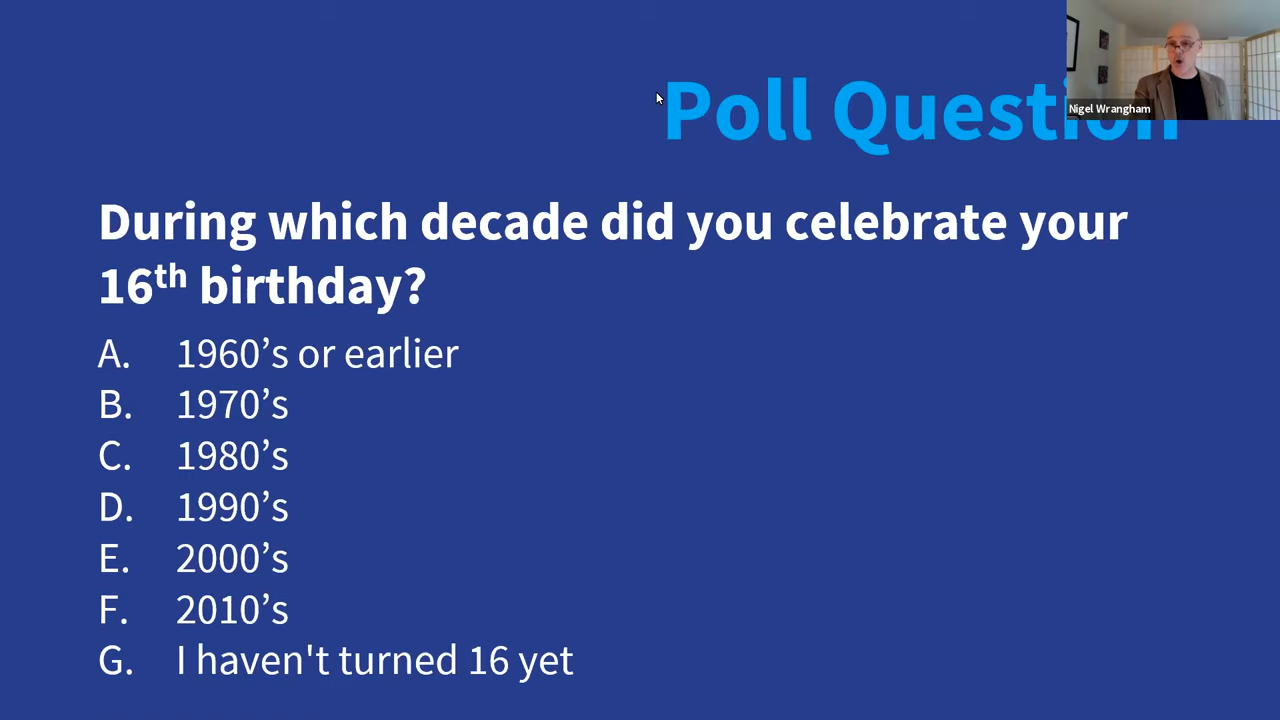 Poll Question
Nigel Wrangham
During which decade did you celebrate your
16th birthday?
A. 1960’s or earlier
B. 1970’s
C. 1980’s
D. 1990’s
E. 2000’s
F. 2010’s
G. I haven't turned 16 yet